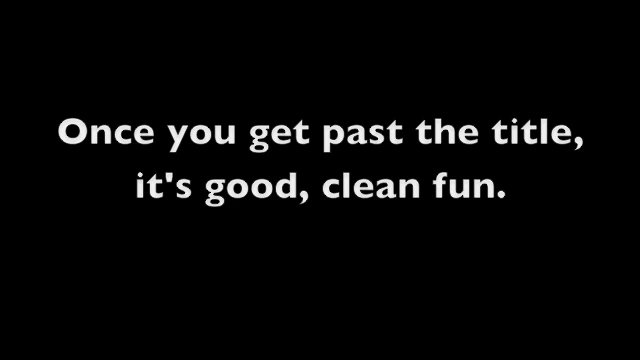 Once you get past the title,
it's good, clean fun.